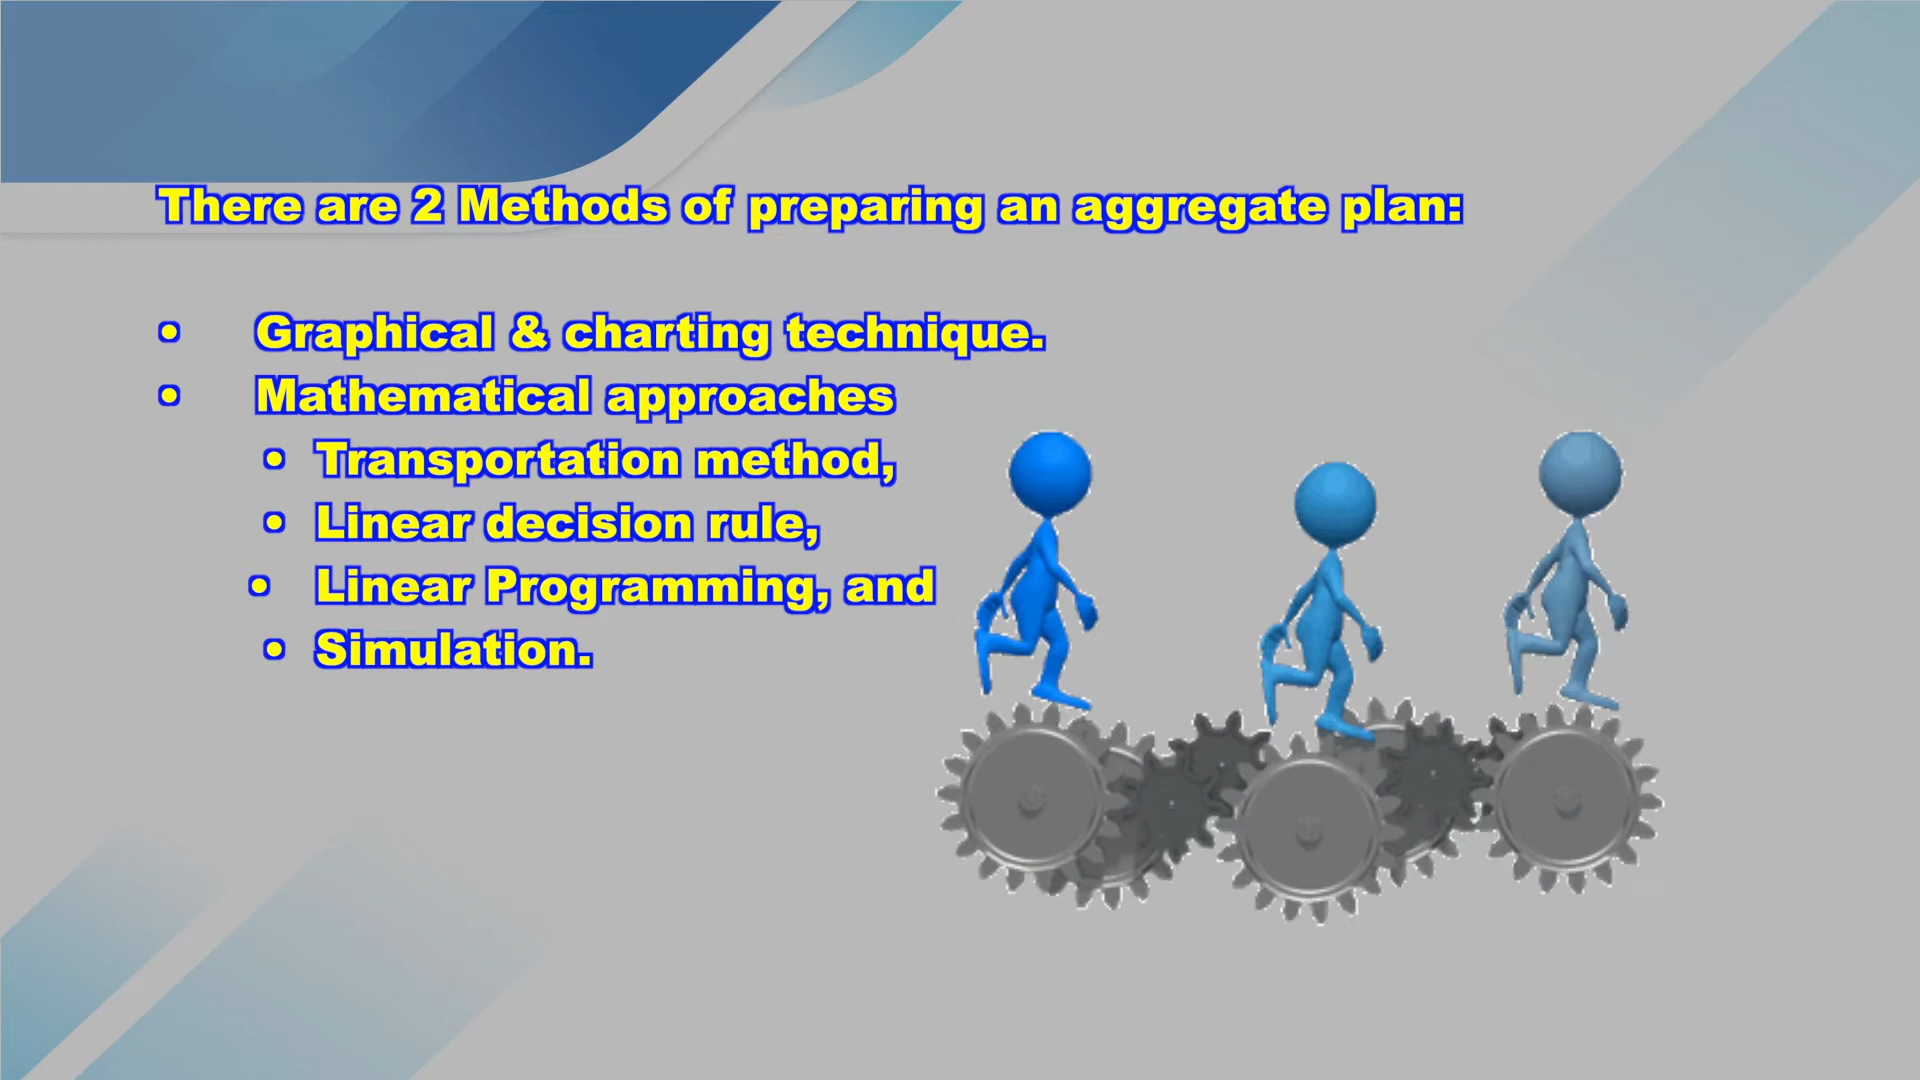 There are 2 Methods of preparing an aggregate plan:
• Graphical & charting technique.
• Mathematical approaches
• Transportation method,
• Linear decision rule,
• Linear Programming, and
• Simulation.